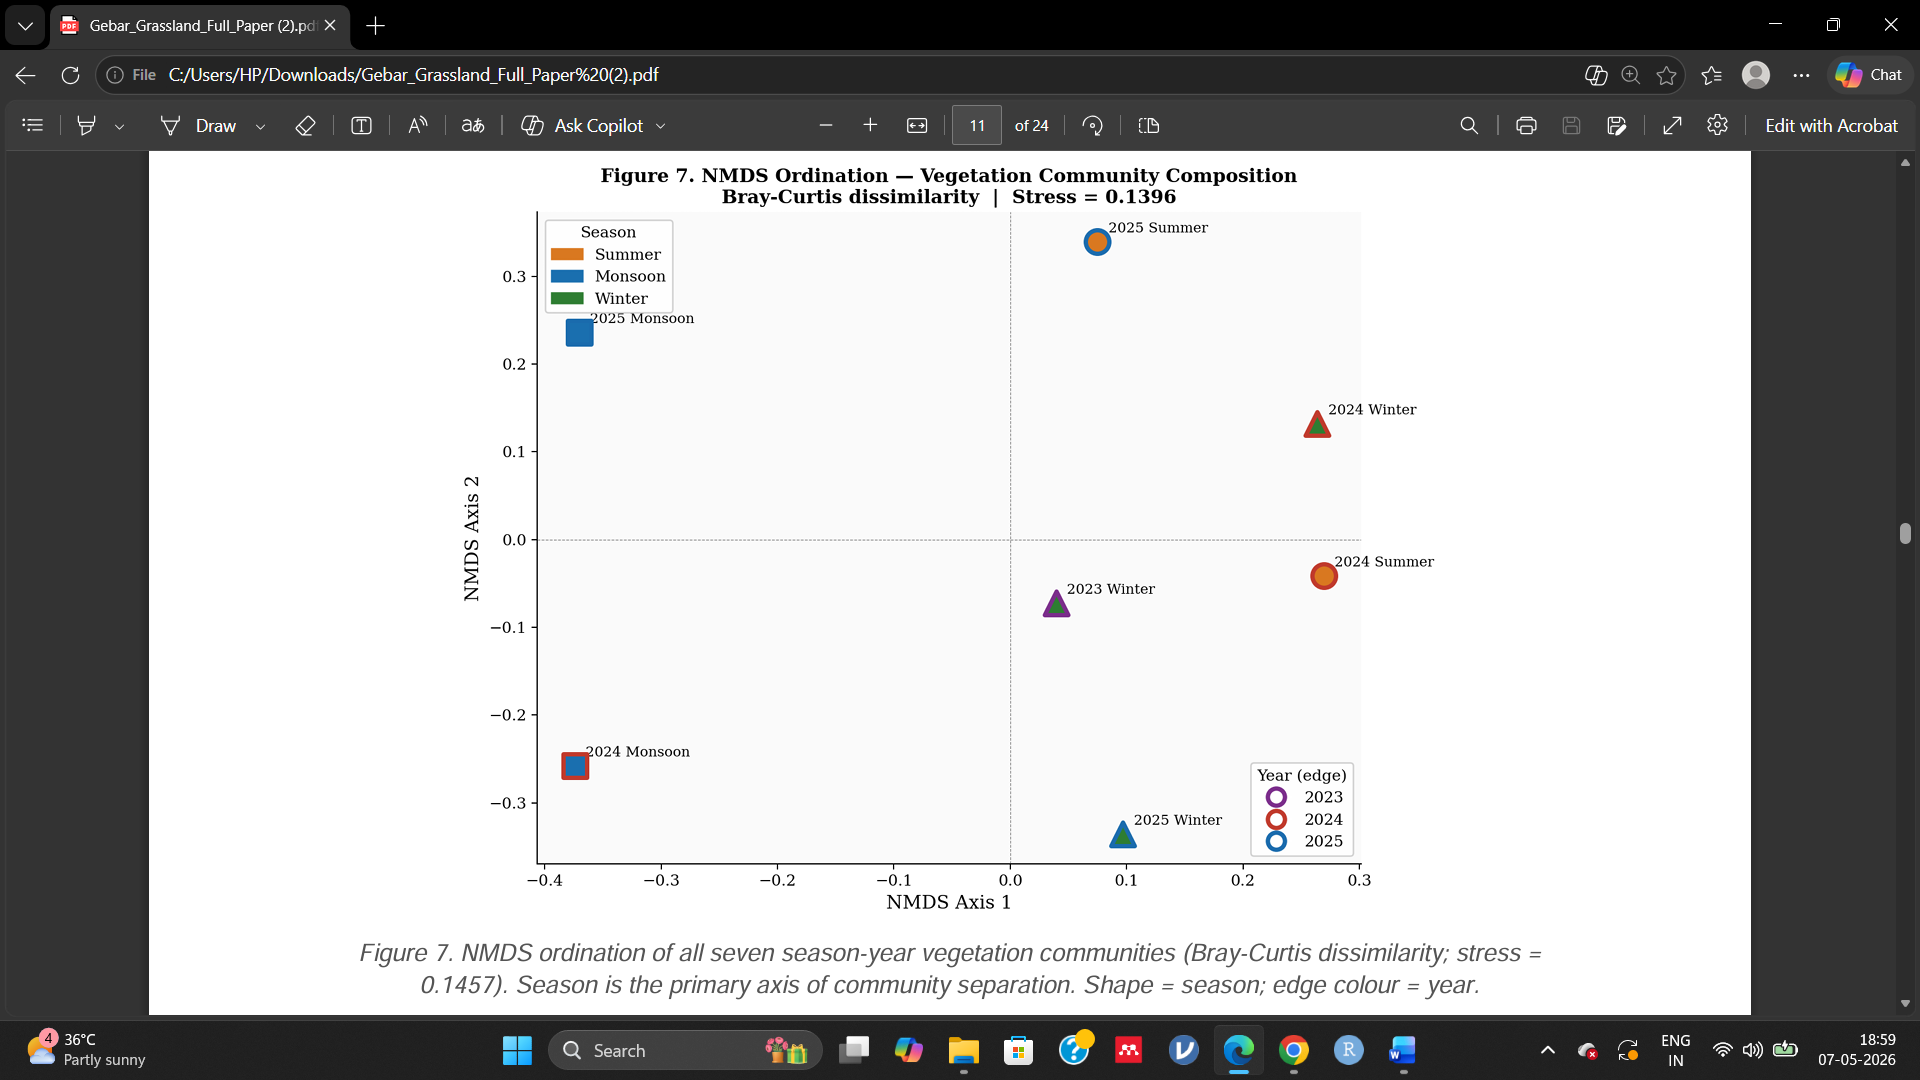 Gebar_Grassland_Full_Paper (2).pd
File C:/Users/HP/Downloads/Gebar_Grassland_Full_Paper%20(2).pdf
Chat
Draw
Ask Copilot
11 of 24
Edit with Acrobat
Figure 7. NMDS Ordination — Vegetation Community Composition
Bray-Curtis dissimilarity | Stress = 0.1396
Season
Summer
Monsoon
Winter
2025 Summer
2025 Monsoon
2024 Winter
2024 Summer
2023 Winter
2024 Monsoon
2025 Winter
Year (edge)
2023
2024
2025
NMDS Axis 2
0.3
0.2
0.1
0.0
−0.1
−0.2
−0.3
−0.4 −0.3 −0.2 −0.1 0.0 0.1 0.2 0.3
NMDS Axis 1
Figure 7. NMDS ordination of all seven season-year vegetation communities (Bray-Curtis dissimilarity; stress =
0.1457). Season is the primary axis of community separation. Shape = season; edge colour = year.
4
36°C
Partly sunny
Search
ENG
IN
18:59
07-05-2026